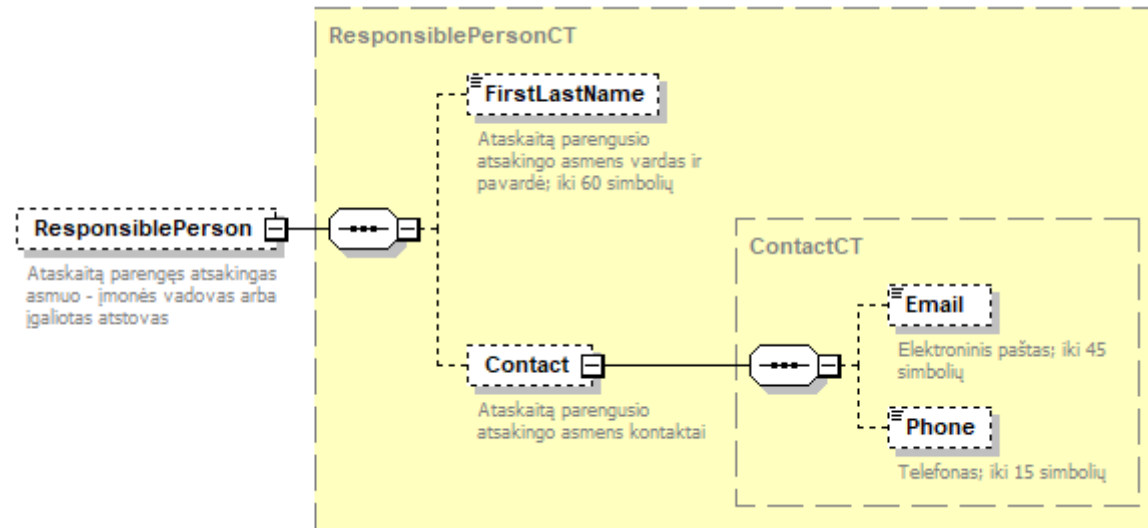 ResponsiblePersonCT
FirstLastName
Ataskaitą parengusio
atsakingo asmens vardas ir
pavardė; iki 60 simbolių
ResponsiblePerson
Ataskaitą parengęs atsakingas
asmuo - įmonės vadovas arba
įgaliotas atstovas
ContactCT
Email
Elektroninis paštas; iki 45
simbolių
Contact
Ataskaitą parengusio
atsakingo asmens kontaktai
Phone
Telefonas; iki 15 simbolių